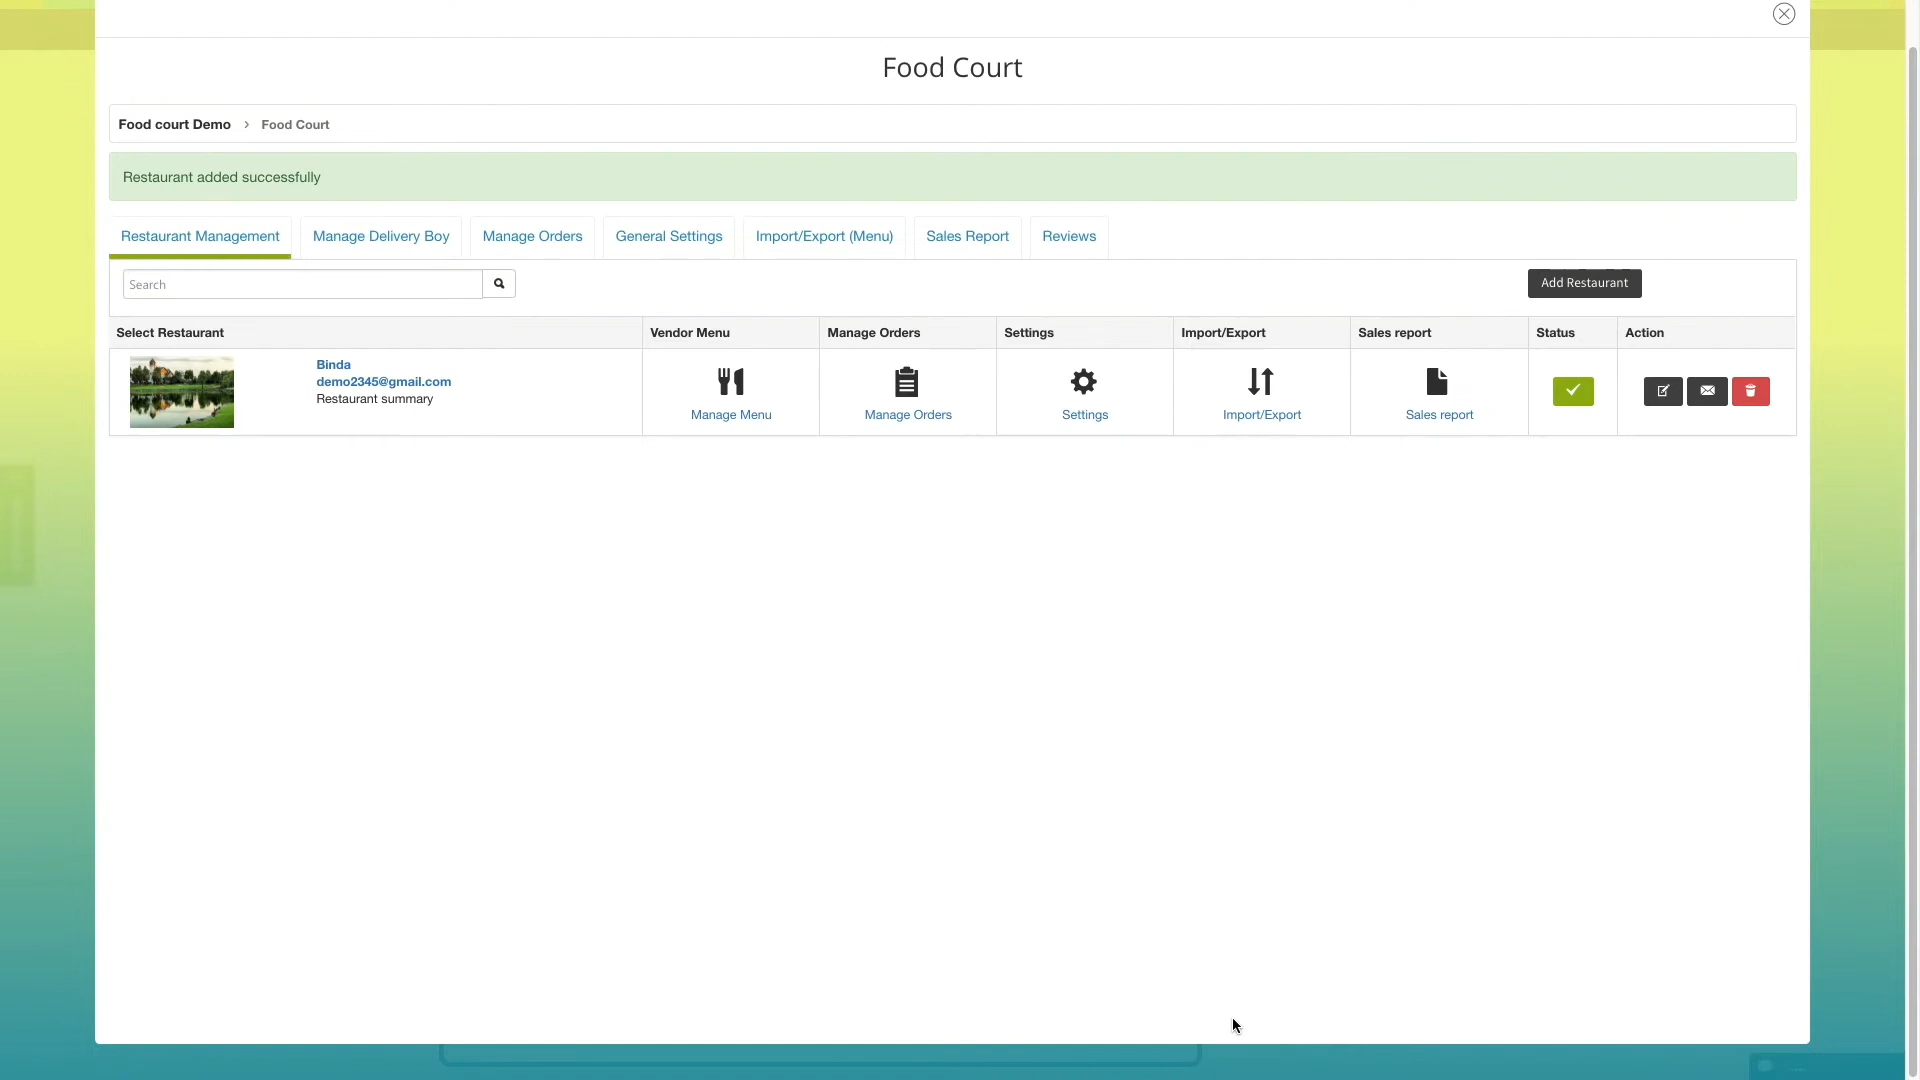 Food Court
Food court Demo › Food Court
Restaurant added successfully
Restaurant Management
Manage Delivery Boy
Manage Orders
General Settings
Import/Export (Menu)
Sales Report
Reviews
Search
Add Restaurant
Select Restaurant
Vendor Menu
Manage Orders
Settings
Import/Export
Sales report
Status
Action
Binda
demo2345@gmail.com
Restaurant summary
Manage Menu
Manage Orders
Settings
Import/Export
Sales report